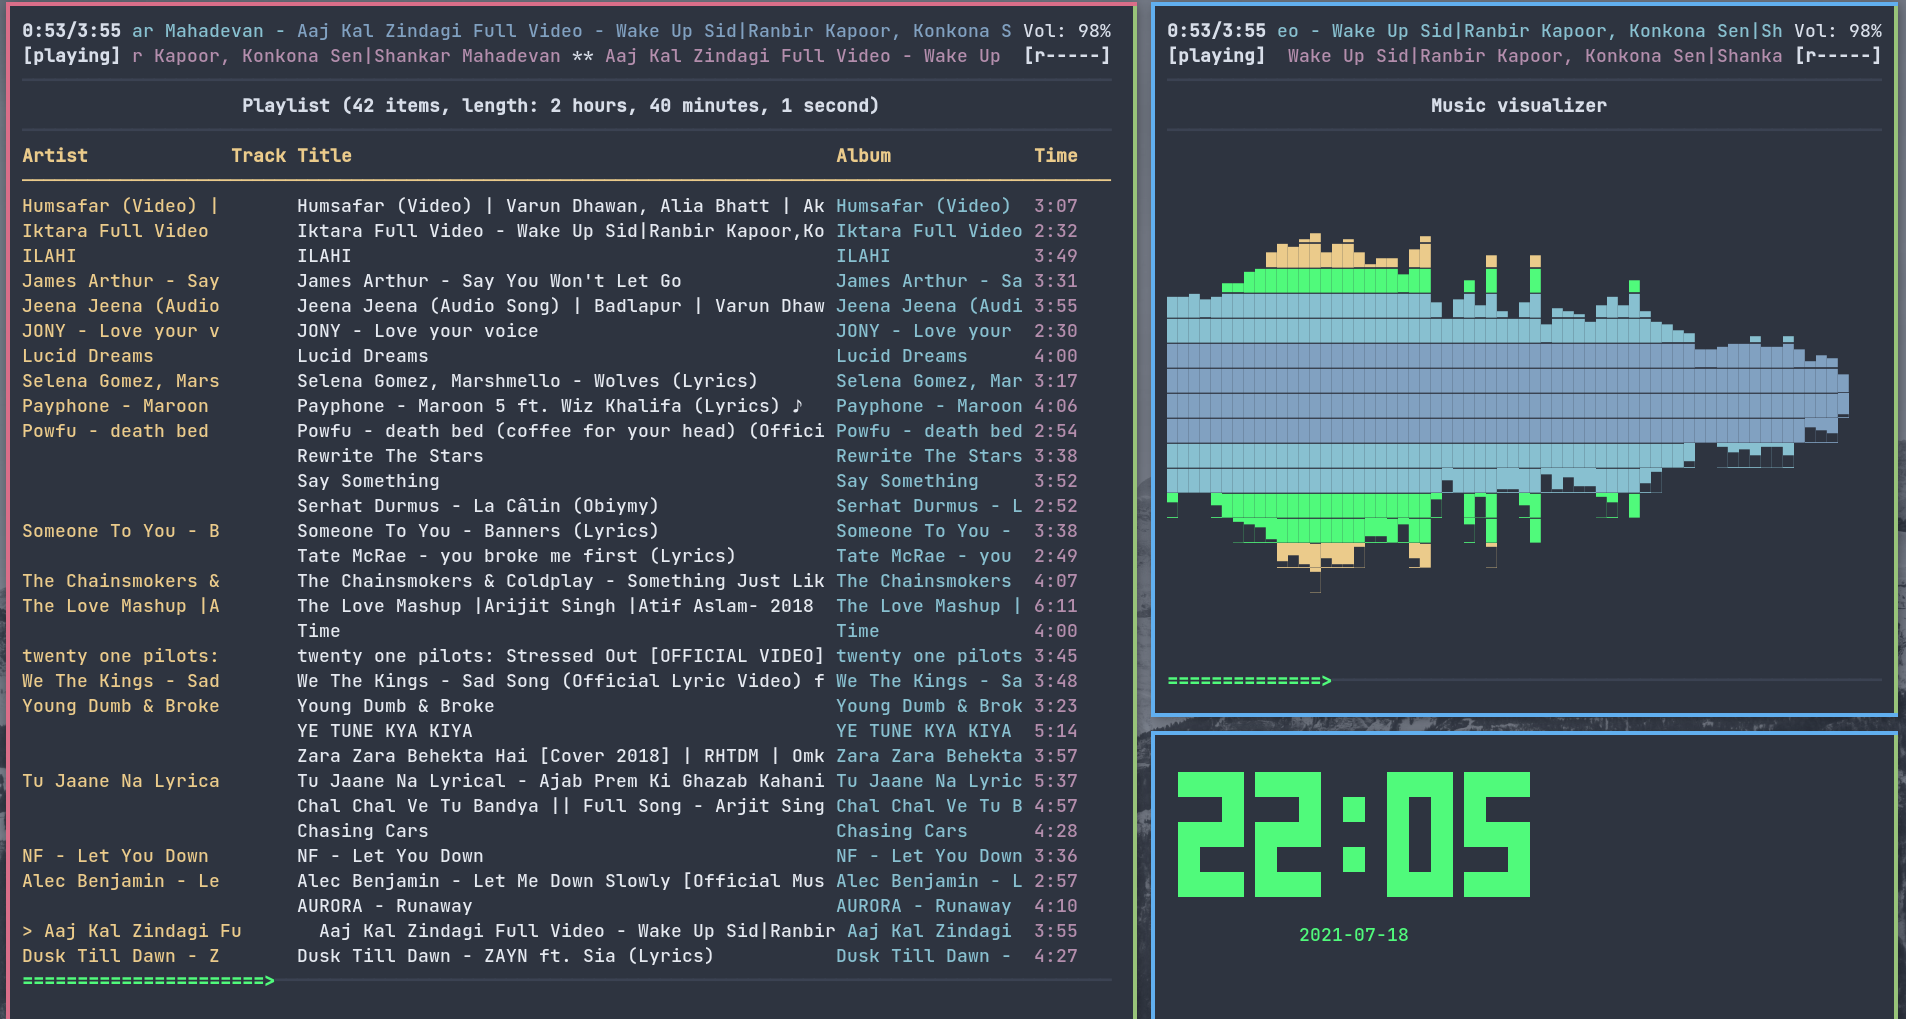 0:53/3:55 ar Mahadevan - Aaj Kal Zindagi Full Video - Wake Up Sid|Ranbir Kapoor, Konkona S Vol: 98%
[playing] r Kapoor, Konkona Sen|Shankar Mahadevan ** Aaj Kal Zindagi Full Video - Wake Up [r-----]
Playlist (42 items, length: 2 hours, 40 minutes, 1 second)
Artist Track Title Album Time
Humsafar (Video) | Humsafar (Video) | Varun Dhawan, Alia Bhatt | Ak Humsafar (Video) 3:07
Iktara Full Video Iktara Full Video - Wake Up Sid|Ranbir Kapoor,Ko Iktara Full Video 2:32
ILAHI ILAHI ILAHI 3:49
James Arthur - Say James Arthur - Say You Won't Let Go James Arthur - Sa 3:31
Jeena Jeena (Audio Jeena Jeena (Audio Song) | Badlapur | Varun Dhaw Jeena Jeena (Audi 3:55
JONY - Love your v JONY - Love your voice JONY - Love your 2:30
Lucid Dreams Lucid Dreams Lucid Dreams 4:00
Selena Gomez, Mars Selena Gomez, Marshmello - Wolves (Lyrics) Selena Gomez, Mar 3:17
Payphone - Maroon Payphone - Maroon 5 ft. Wiz Khalifa (Lyrics) ♪ Payphone - Maroon 4:06
Powfu - death bed Powfu - death bed (coffee for your head) (Offici Powfu - death bed 2:54
Rewrite The Stars Rewrite The Stars 3:38
Say Something Say Something 3:52
Serhat Durmus - La Câlin (Obiymy) Serhat Durmus - L 2:52
Someone To You - B Someone To You - Banners (Lyrics) Someone To You - 3:38
Tate McRae - you broke me first (Lyrics) Tate McRae - you 2:49
The Chainsmokers & The Chainsmokers & Coldplay - Something Just Lik The Chainsmokers 4:07
The Love Mashup |A The Love Mashup |Arijit Singh |Atif Aslam- 2018 The Love Mashup | 6:11
Time Time 4:00
twenty one pilots: twenty one pilots: Stressed Out [OFFICIAL VIDEO] twenty one pilots 3:45
We The Kings - Sad We The Kings - Sad Song (Official Lyric Video) f We The Kings - Sa 3:48
Young Dumb & Broke Young Dumb & Broke Young Dumb & Brok 3:23
YE TUNE KYA KIYA YE TUNE KYA KIYA 5:14
Zara Zara Behekta Hai [Cover 2018] | RHTDM | Omk Zara Zara Behekta 3:57
Tu Jaane Na Lyrica Tu Jaane Na Lyrical - Ajab Prem Ki Ghazab Kahani Tu Jaane Na Lyric 5:37
Chal Chal Ve Tu Bandya || Full Song - Arjit Sing Chal Chal Ve Tu B 4:57
Chasing Cars Chasing Cars 4:28
NF - Let You Down NF - Let You Down NF - Let You Down 3:36
Alec Benjamin - Le Alec Benjamin - Let Me Down Slowly [Official Mus Alec Benjamin - L 2:57
AURORA - Runaway AURORA - Runaway 4:10
> Aaj Kal Zindagi Fu Aaj Kal Zindagi Full Video - Wake Up Sid|Ranbir Aaj Kal Zindagi 3:55
Dusk Till Dawn - Z Dusk Till Dawn - ZAYN ft. Sia (Lyrics) Dusk Till Dawn - 4:27
======================>
0:53/3:55 eo - Wake Up Sid|Ranbir Kapoor, Konkona Sen|Sh Vol: 98%
[playing] Wake Up Sid|Ranbir Kapoor, Konkona Sen|Shanka [r-----]
Music visualizer
==============>
22:05
2021-07-18